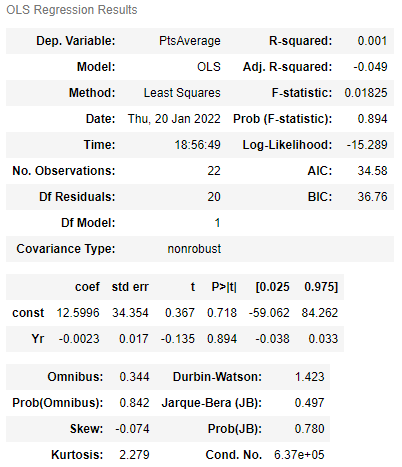 OLS Regression Results
Dep. Variable: PtsAverage R-squared: 0.001
Model: OLS Adj. R-squared: -0.049
Method: Least Squares F-statistic: 0.01825
Date: Thu, 20 Jan 2022 Prob (F-statistic): 0.894
Time: 18:56:49 Log-Likelihood: -15.289
No. Observations: 22 AIC: 34.58
Df Residuals: 20 BIC: 36.76
Df Model: 1
Covariance Type: nonrobust
coef std err t P>|t| [0.025 0.975]
const 12.5996 34.354 0.367 0.718 -59.062 84.262
Yr -0.0023 0.017 -0.135 0.894 -0.038 0.033
Omnibus: 0.344 Durbin-Watson: 1.423
Prob(Omnibus): 0.842 Jarque-Bera (JB): 0.497
Skew: -0.074 Prob(JB): 0.780
Kurtosis: 2.279 Cond. No. 6.37e+05